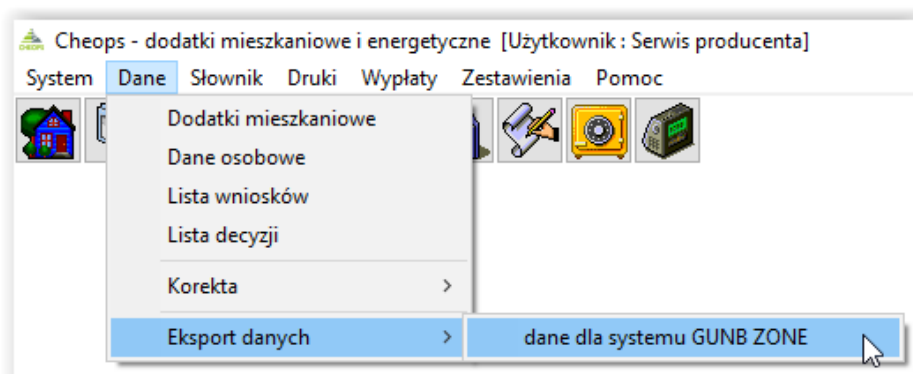 CHEOPS Cheops - dodatki mieszkaniowe i energetyczne [Użytkownik : Serwis producenta]
System Dane Słownik Druki Wypłaty Zestawienia Pomoc
Dodatki mieszkaniowe
Dane osobowe
Lista wniosków
Lista decyzji
Korekta
Eksport danych
dane dla systemu GUNB ZONE